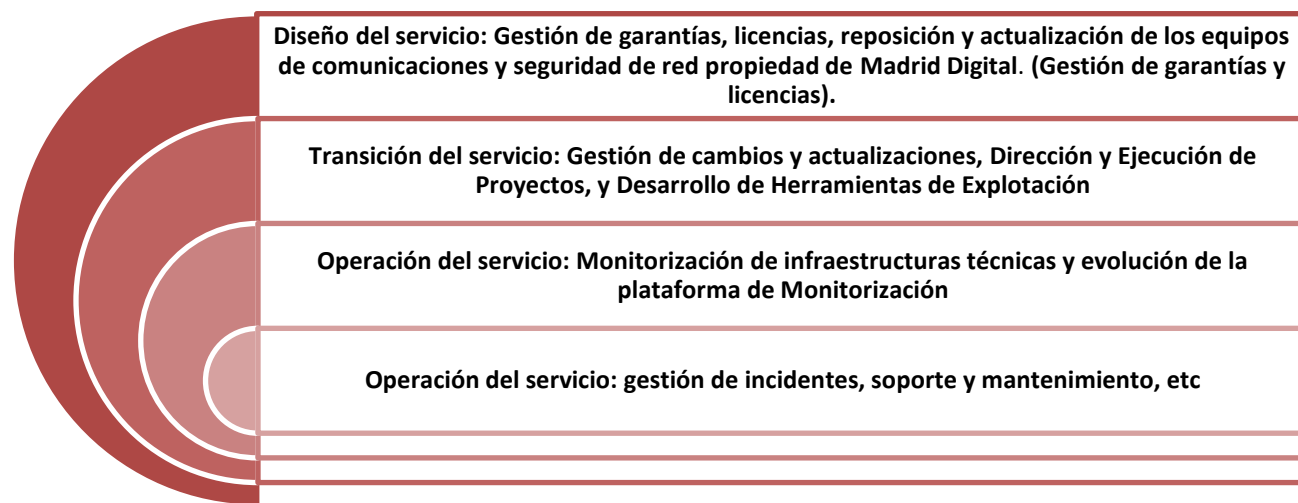 Diseño del servicio: Gestión de garantías, licencias, reposición y actualización de los equipos
de comunicaciones y seguridad de red propiedad de Madrid Digital. (Gestión de garantías y
licencias).
Transición del servicio: Gestión de cambios y actualizaciones, Dirección y Ejecución de
Proyectos, y Desarrollo de Herramientas de Explotación
Operación del servicio: Monitorización de infraestructuras técnicas y evolución de la
plataforma de Monitorización
Operación del servicio: gestión de incidentes, soporte y mantenimiento, etc